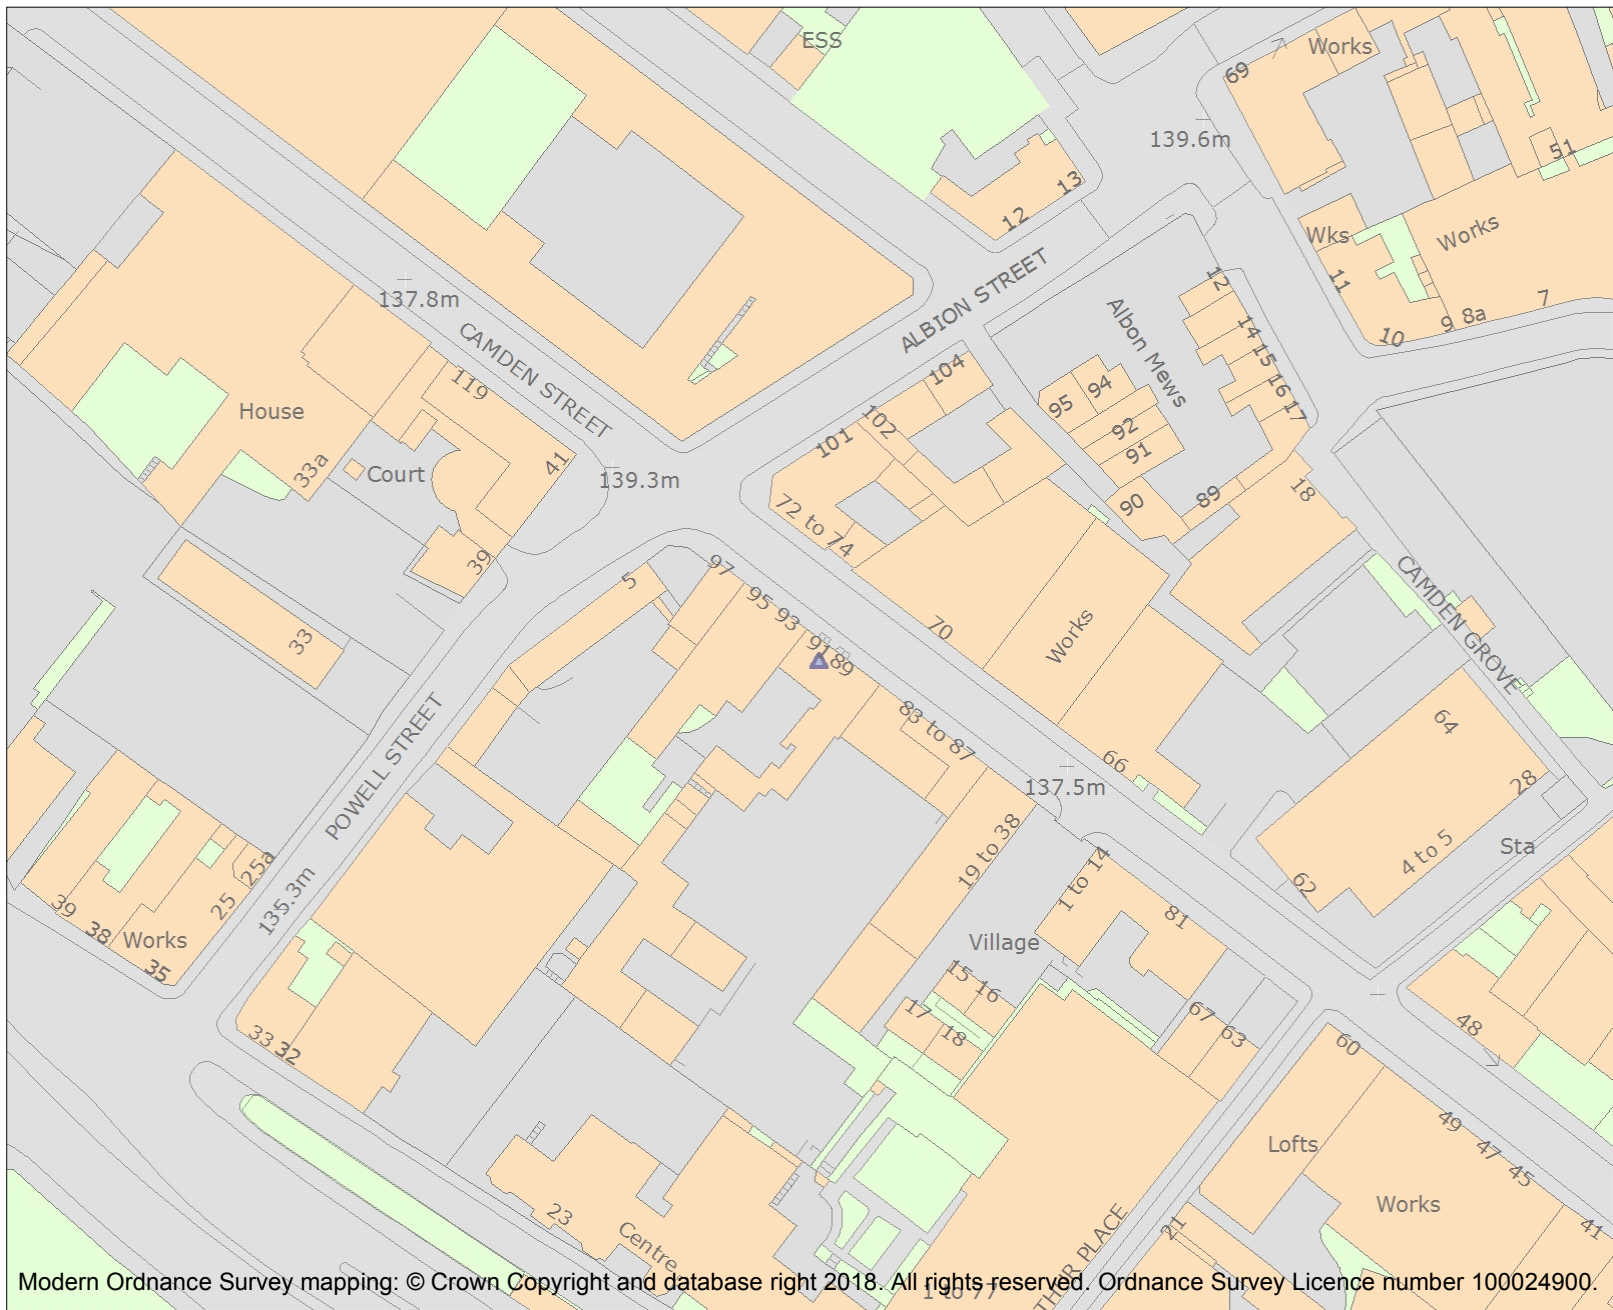 ESS
Works
69
139.6m
51
13
12
Wks
Works
11
7
8a
9
10
ALBION STREET
137.8m
CAMDEN STREET
12
14
15
16
17
Albon Mews
104
102
101
95
94
92
91
90
89
18
119
House
33a
Court
41
139.3m
72 to 74
39
5
97
95
93
91
89
70
Works
CAMDEN GROVE
33
POWELL STREET
83 to 87
66
137.5m
64
28
4 to 5
Sta
62
19 to 38
1 to 14
81
25a
25
135.3m
39
38
Works
35
Village
15
16
17
18
67
63
48
33
32
60
49
47
45
41
Lofts
Works
23
Centre
21
THUR PLACE
1 to 77
Modern Ordnance Survey mapping: © Crown Copyright and database right 2018. All rights reserved. Ordnance Survey Licence number 100024900.